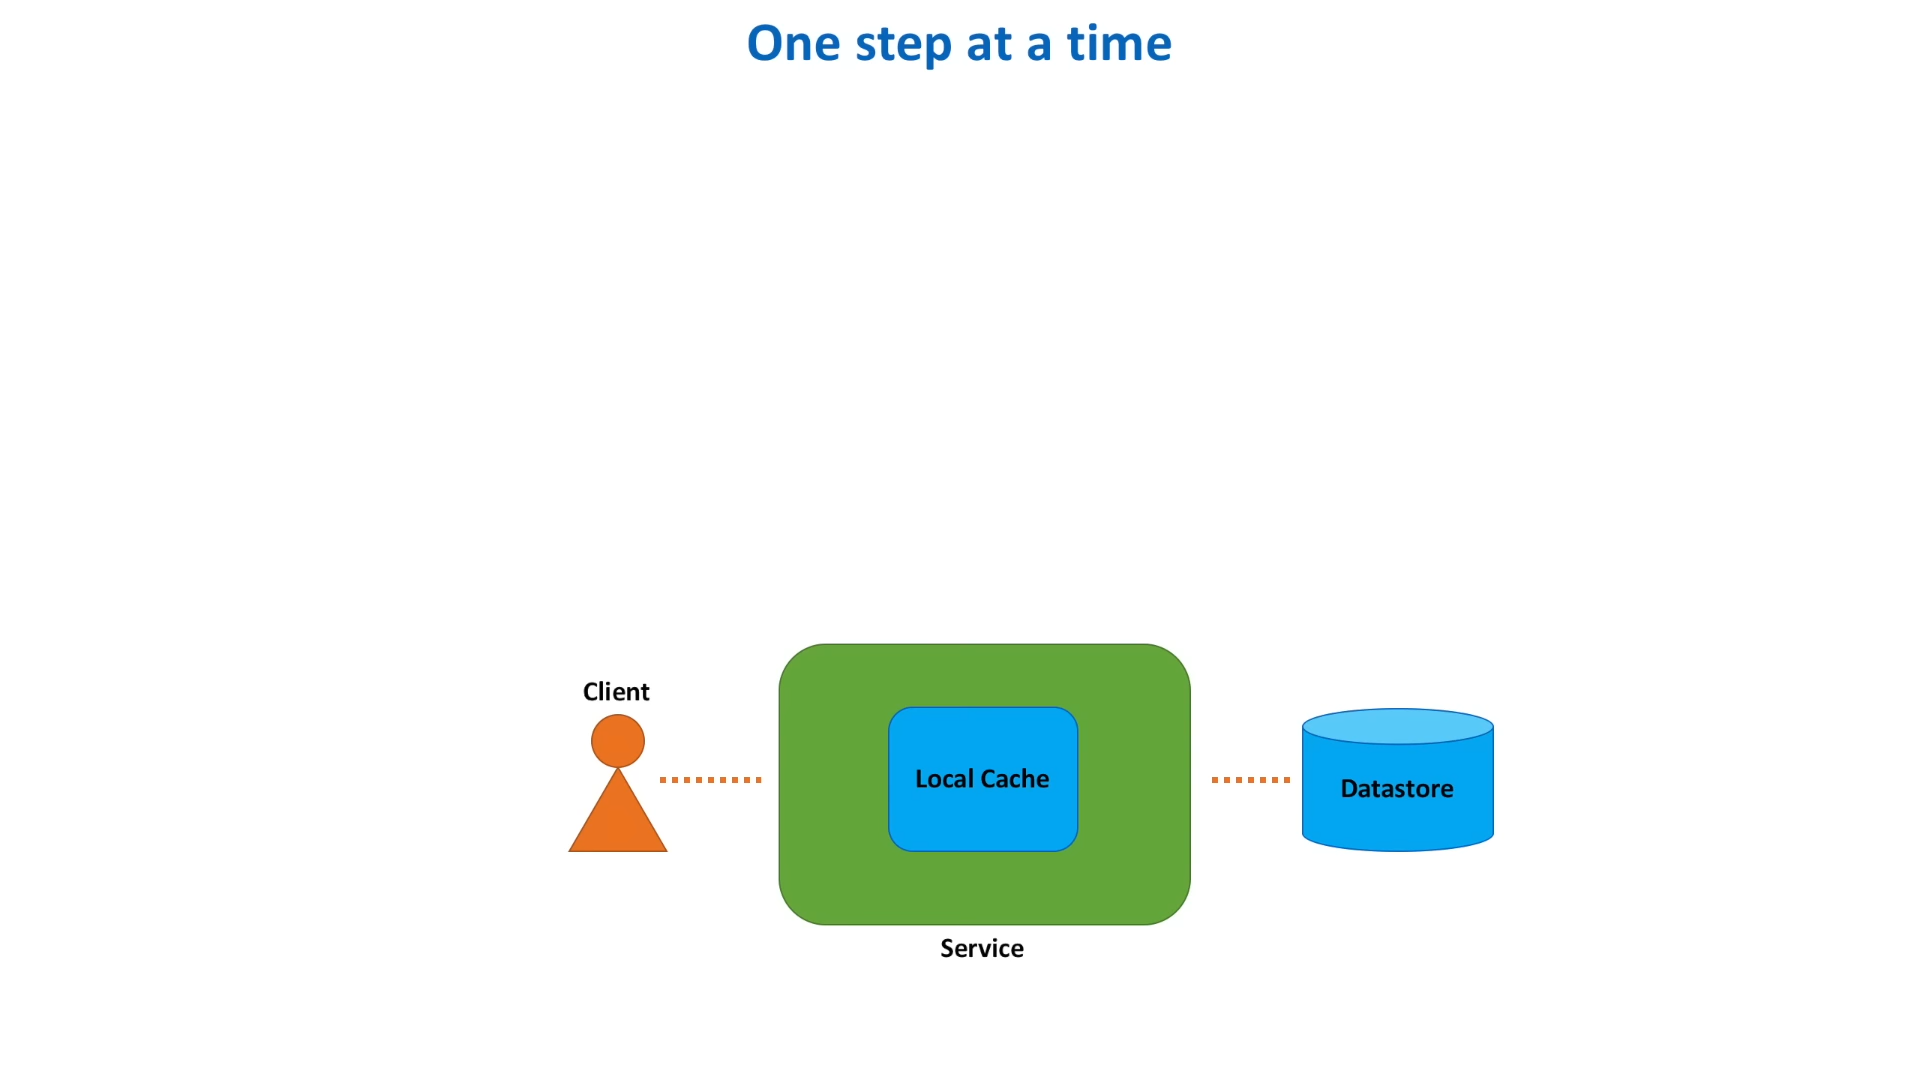 One step at a time
Client
Local Cache
Datastore
Service